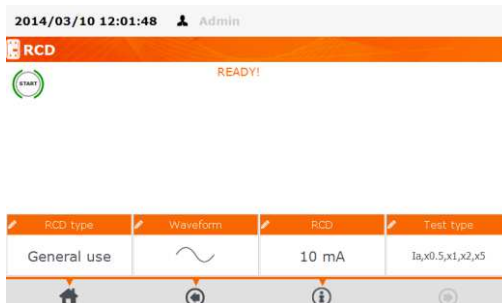 2014/03/10 12:01:48 Admin
RCD
READY!
START
RCD type Waveform RCD Test type
General use 10 mA Ia,x0.5,x1,x2,x5